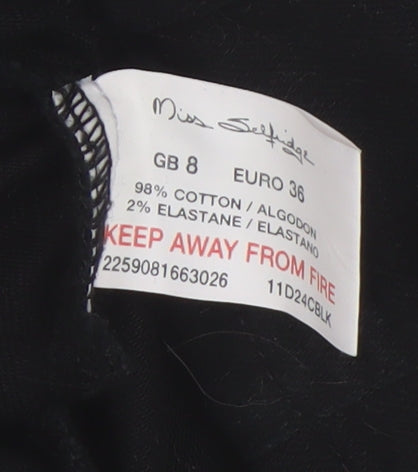 Miss Selfridge
GB 8 EURO 36
98% COTTON / ALGODON
2% ELASTANE / ELASTANO
KEEP AWAY FROM FIRE
2259081663026 11D24CBLK